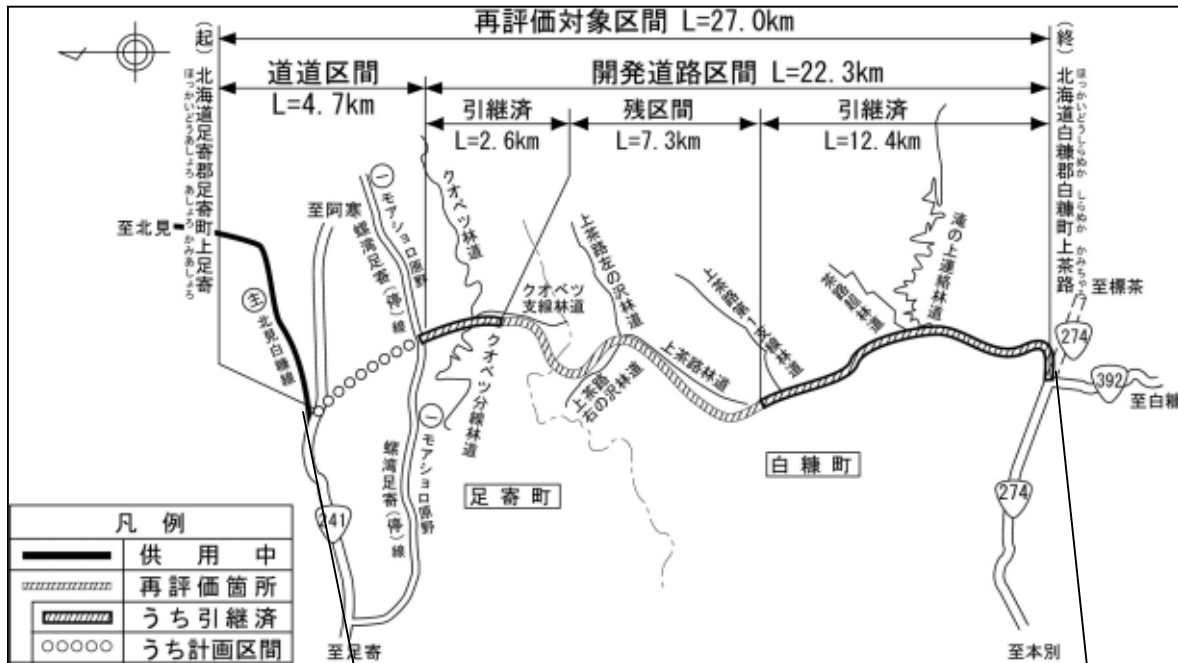 再評価対象区間 L=27.0km
(起)
北海道足寄郡足寄町上足寄
ほっかいどうあしょろ あしょろ かみあしょろ
(終)
北海道白糠郡白糠町上茶路
ほっかいどうしらぬか しらぬか かみちゃろ
道道区間
L=4.7km
開発道路区間 L=22.3km
引継済
L=2.6km
残区間
L=7.3km
引継済
L=12.4km
至北見
至阿寒
主
北見白糠線
一
モアショロ原野
螺湾足寄(停)線
クオベツ林道
クオベツ
支線林道
クオベツ分線林道
上茶路左の沢林道
上茶路
右の沢林道
上茶路林道
上茶路第一支線林道
滝の上連絡林道
至標茶
274
392
至白糠
274
至本別
一
モアショロ原野
螺湾足寄(停)線
241
至足寄
足寄町
白糠町
凡例
供用中
再評価箇所
うち引継済
うち計画区間